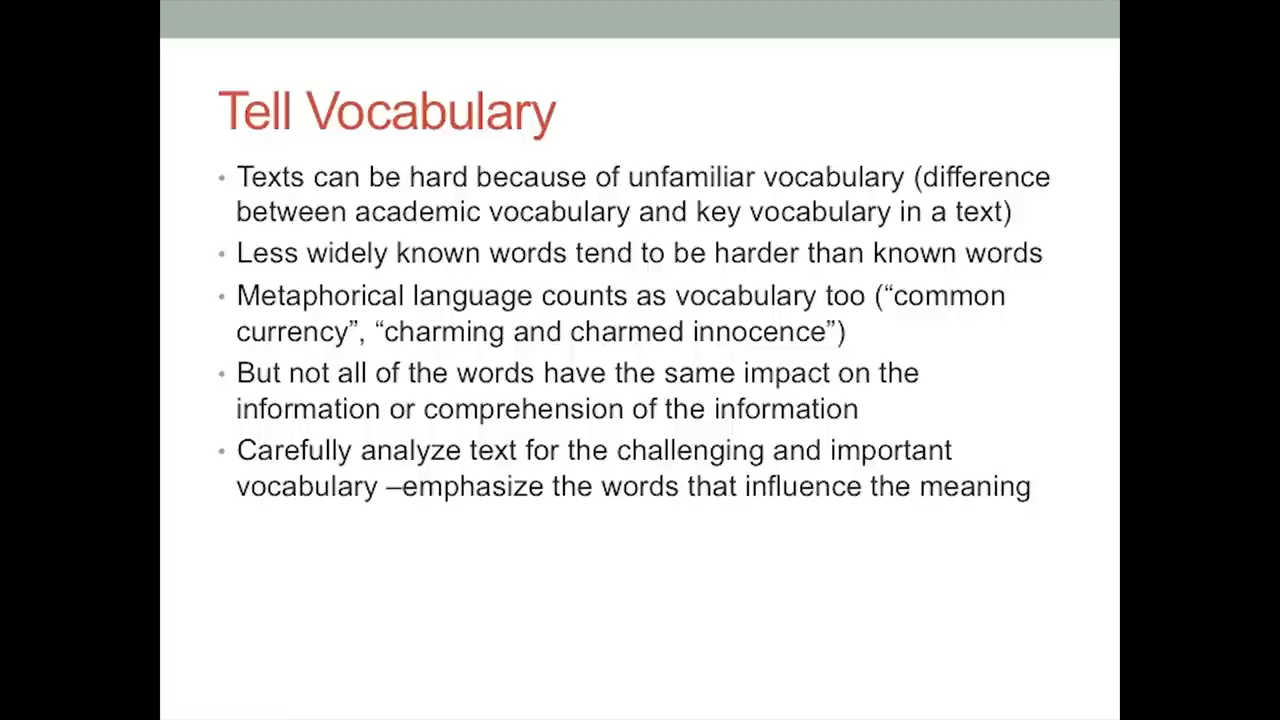 Tell Vocabulary
• Texts can be hard because of unfamiliar vocabulary (difference
between academic vocabulary and key vocabulary in a text)
• Less widely known words tend to be harder than known words
• Metaphorical language counts as vocabulary too (“common
currency”, “charming and charmed innocence”)
• But not all of the words have the same impact on the
information or comprehension of the information
• Carefully analyze text for the challenging and important
vocabulary –emphasize the words that influence the meaning